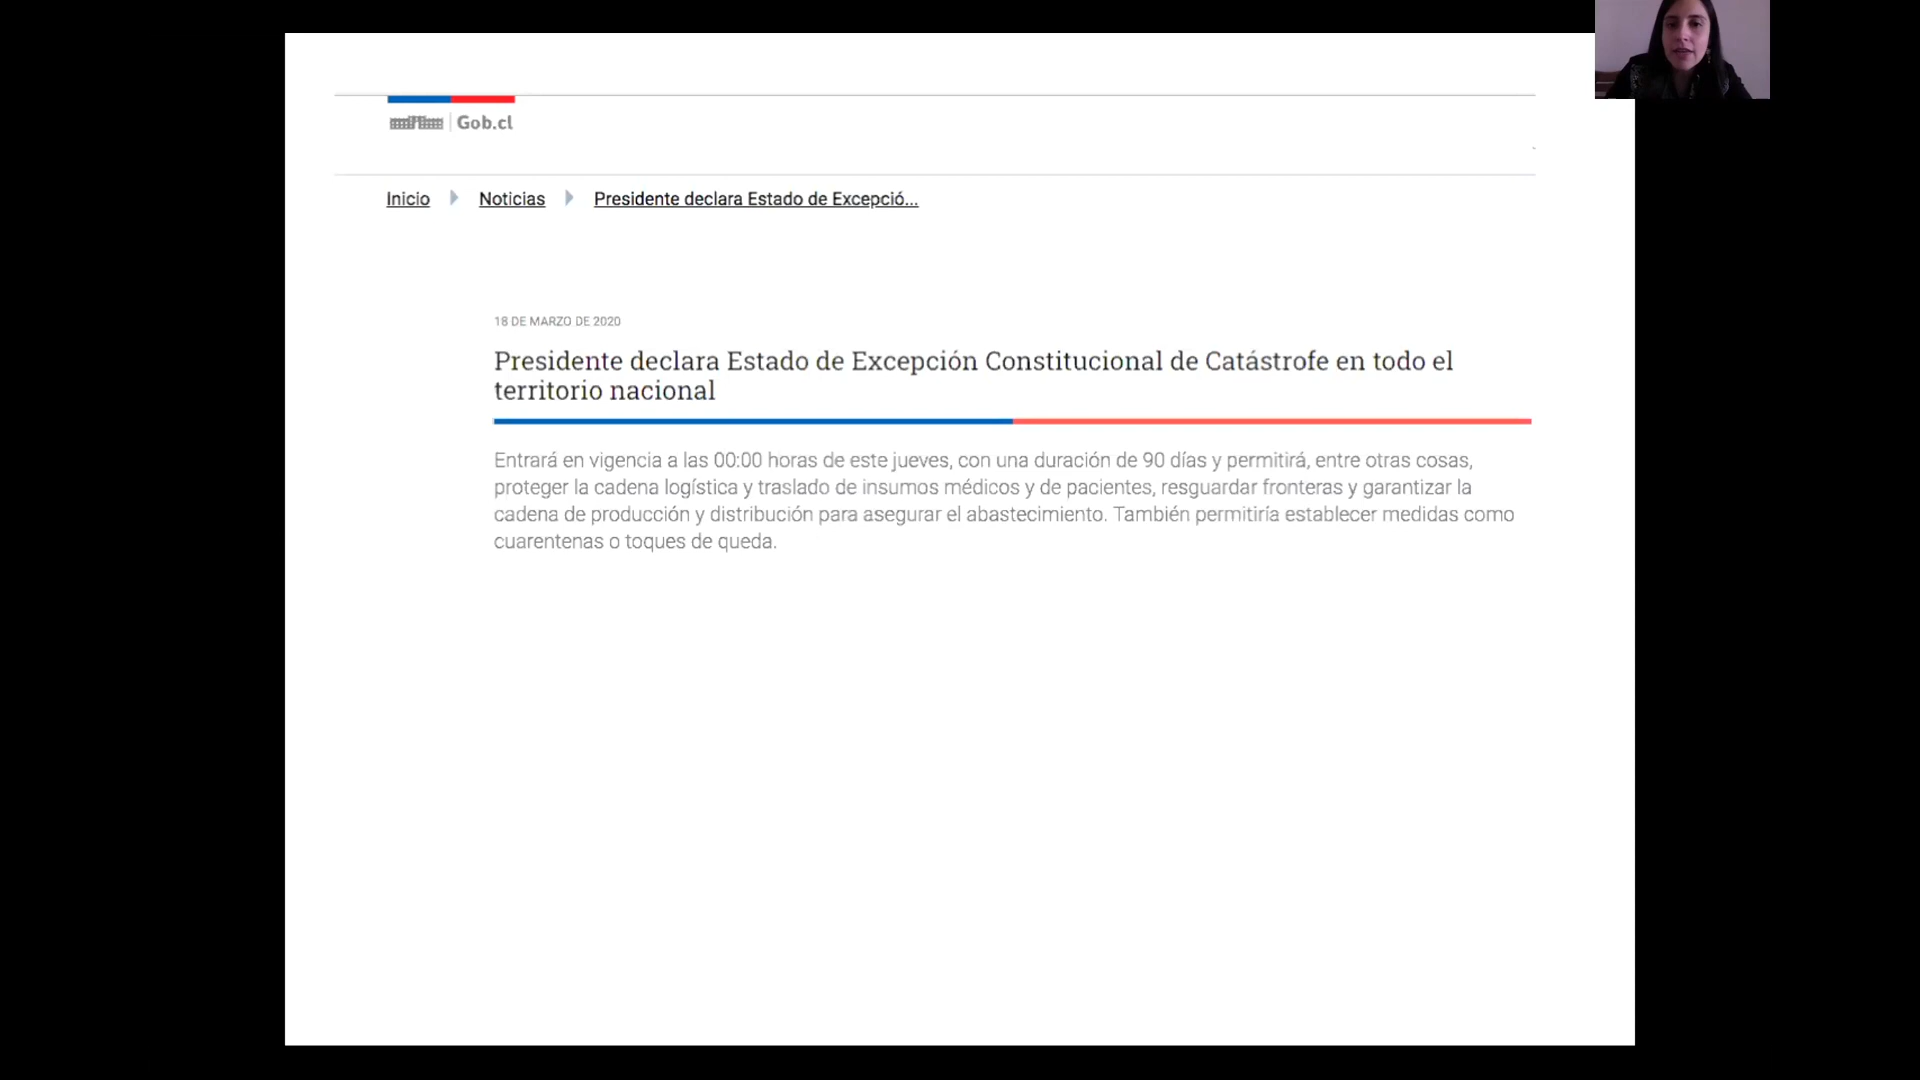 Gob.cl
Inicio Noticias Presidente declara Estado de Excepció...
18 DE MARZO DE 2020
Presidente declara Estado de Excepción Constitucional de Catástrofe en todo el
territorio nacional
Entrará en vigencia a las 00:00 horas de este jueves, con una duración de 90 días y permitirá, entre otras cosas,
proteger la cadena logística y traslado de insumos médicos y de pacientes, resguardar fronteras y garantizar la
cadena de producción y distribución para asegurar el abastecimiento. También permitiría establecer medidas como
cuarentenas o toques de queda.